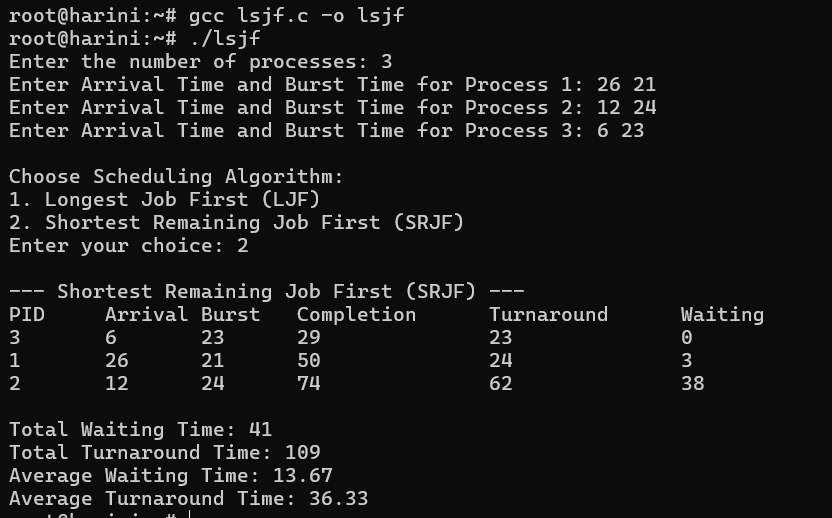 root@harini:~# gcc lsjf.c -o lsjf
root@harini:~# ./lsjf
Enter the number of processes: 3
Enter Arrival Time and Burst Time for Process 1: 26 21
Enter Arrival Time and Burst Time for Process 2: 12 24
Enter Arrival Time and Burst Time for Process 3: 6 23
Choose Scheduling Algorithm:
1. Longest Job First (LJF)
2. Shortest Remaining Job First (SRJF)
Enter your choice: 2
--- Shortest Remaining Job First (SRJF) ---
PID Arrival Burst Completion Turnaround Waiting
3 6 23 29 23 0
1 26 21 50 24 3
2 12 24 74 62 38
Total Waiting Time: 41
Total Turnaround Time: 109
Average Waiting Time: 13.67
Average Turnaround Time: 36.33
root@harini:~#